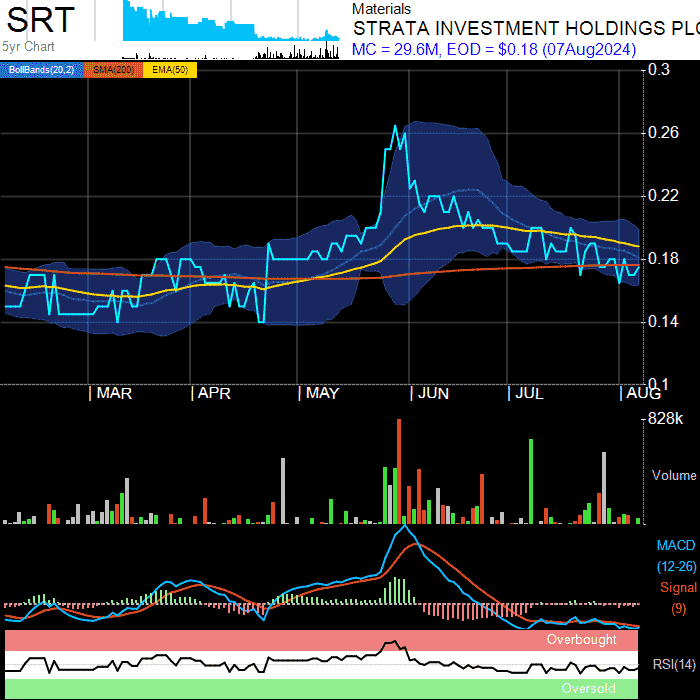 SRT
5yr Chart
Materials
STRATA INVESTMENT HOLDINGS PLC
MC = 29.6M, EOD = $0.18 (07Aug2024)
BollBands(20,2) SMA(200) EMA(50)
0.3
0.26
0.22
0.18
0.14
0.1
MAR APR MAY JUN JUL AUG
828k
Volume
MACD
(12-26)
Signal
(9)
Overbought
RSI(14)
Oversold